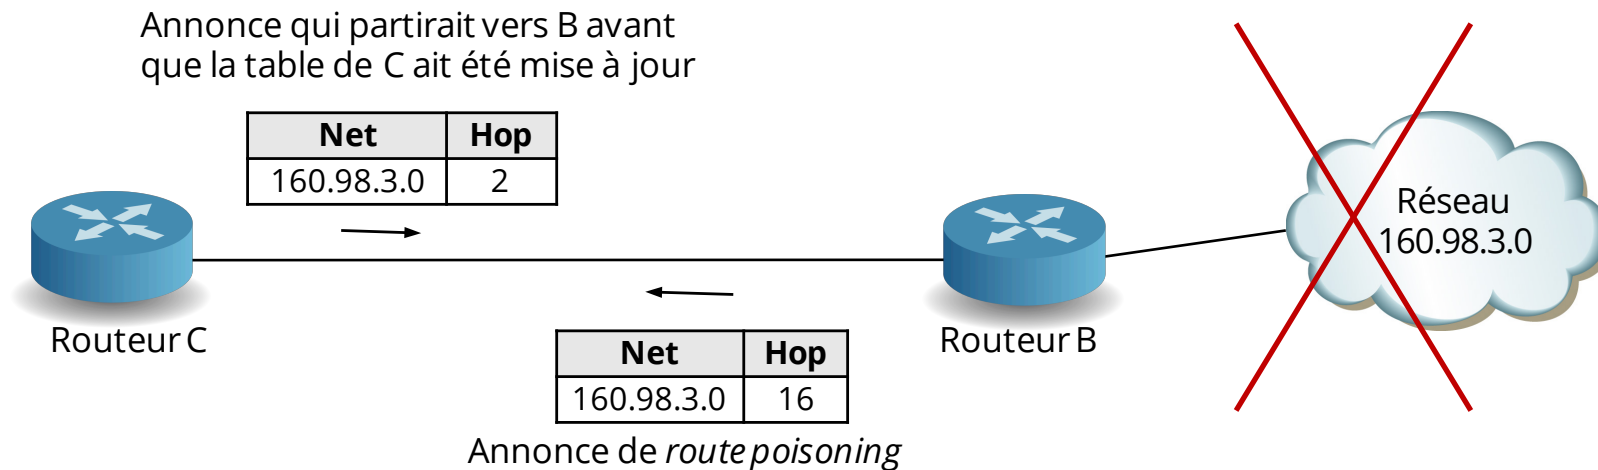 Annonce qui partirait vers B avant
que la table de C ait été mise à jour
Net Hop
160.98.3.0 2
Réseau
160.98.3.0
Routeur C
Routeur B
Net Hop
160.98.3.0 16
Annonce de route poisoning